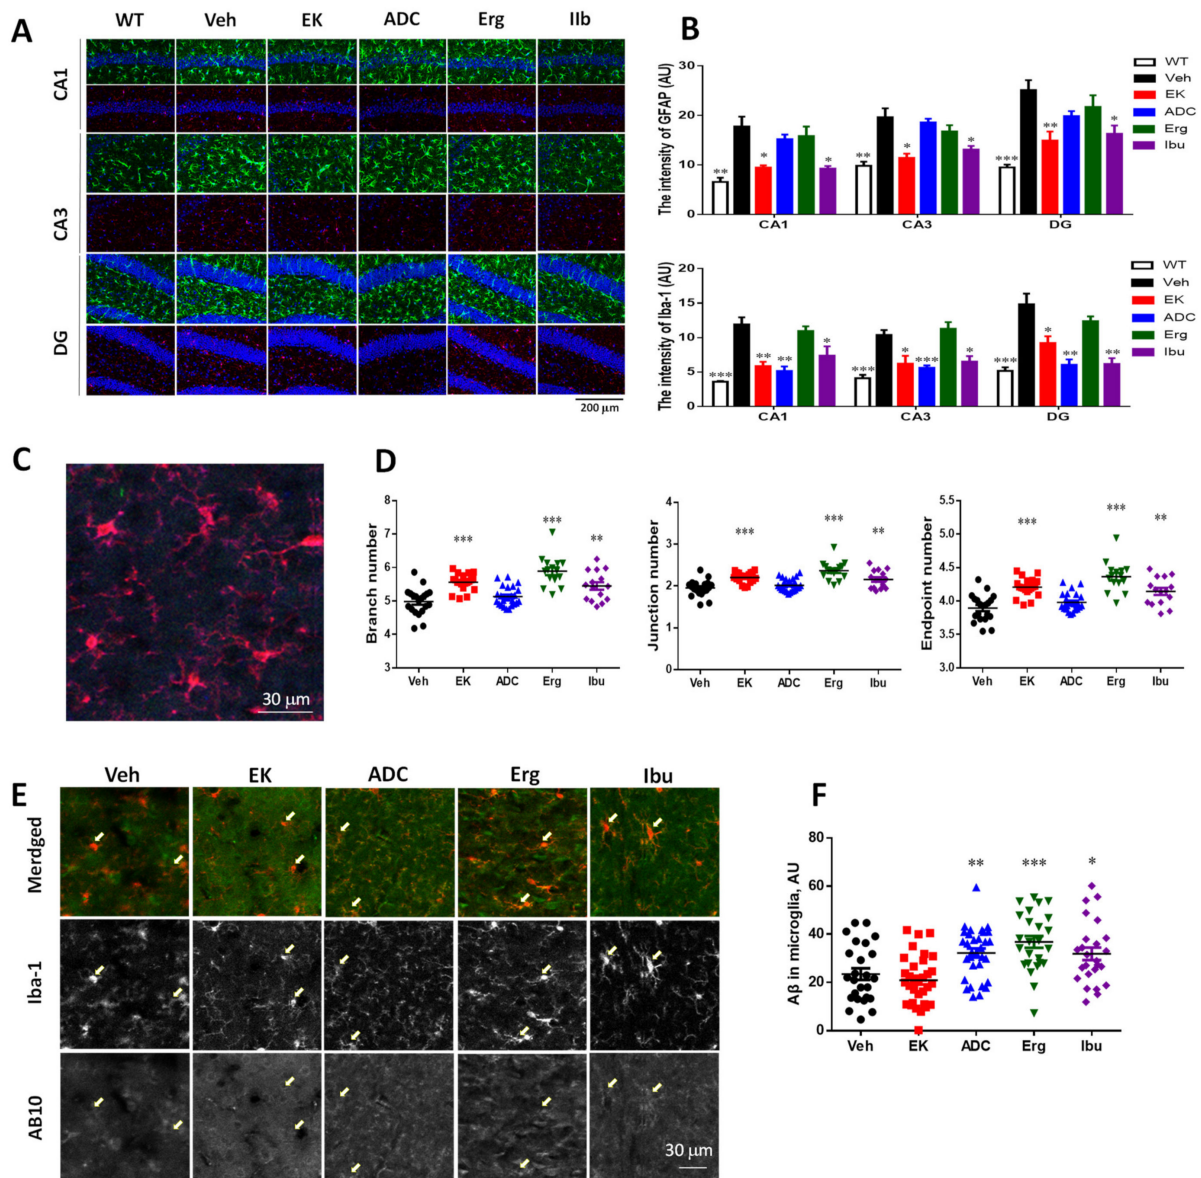 A
WT Veh EK ADC Erg IIb
CA1
CA3
DG
200 μm
B
The intensity of GFAP (AU)
30
20
10
0
** * *
** * *
*** ** *
CA1 CA3 DG
WT
Veh
EK
ADC
Erg
Ibu
The intensity of Iba-1 (AU)
20
15
10
5
0
*** ** ** *
*** * *** *
*** * ** **
CA1 CA3 DG
WT
Veh
EK
ADC
Erg
Ibu
C
30 μm
D
Branch number
8
7
6
5
4
3
*** *** **
Veh EK ADC Erg Ibu
Junction number
4
3
2
1
0
*** *** **
Veh EK ADC Erg Ibu
Endpoint number
5.5
5.0
4.5
4.0
3.5
3.0
*** *** **
Veh EK ADC Erg Ibu
E
Veh EK ADC Erg Ibu
Merdged
Iba-1
AB10
30 μm
F
Aβ in microglia, AU
80
60
40
20
0
** *** *
Veh EK ADC Erg Ibu